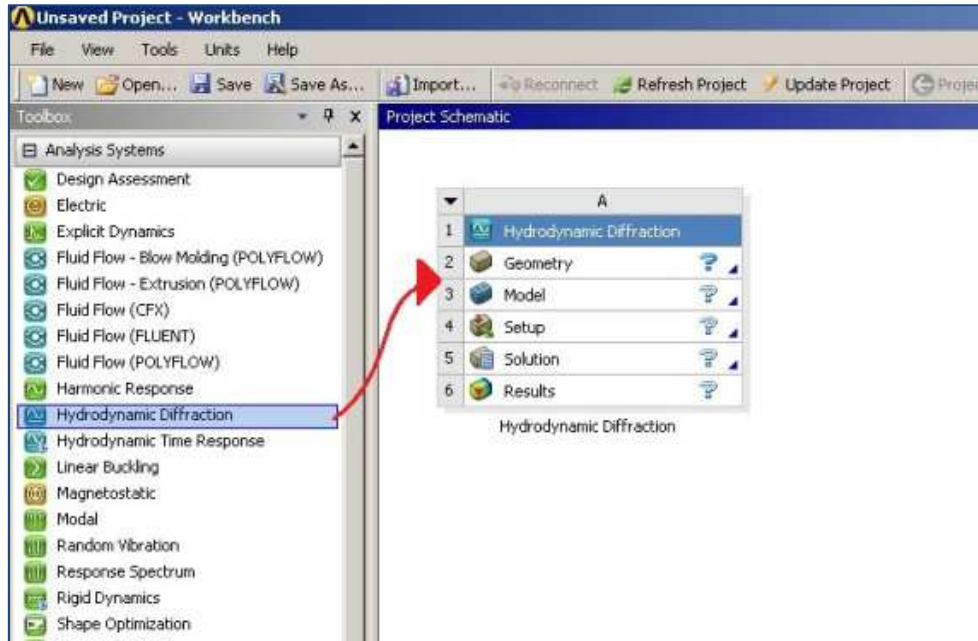 Unsaved Project - Workbench
File View Tools Units Help
New Open... Save Save As... Import... Reconnect Refresh Project Update Project
Toolbox
Project Schematic
Analysis Systems
Design Assessment
Electric
Explicit Dynamics
Fluid Flow - Blow Molding (POLYFLOW)
Fluid Flow - Extrusion (POLYFLOW)
Fluid Flow (CFX)
Fluid Flow (FLUENT)
Fluid Flow (POLYFLOW)
Harmonic Response
Hydrodynamic Diffraction
Hydrodynamic Time Response
Linear Buckling
Magnetostatic
Modal
Random Vibration
Response Spectrum
Rigid Dynamics
Shape Optimization
A
1 Hydrodynamic Diffraction
2 Geometry ?
3 Model ?
4 Setup ?
5 Solution ?
6 Results ?
Hydrodynamic Diffraction